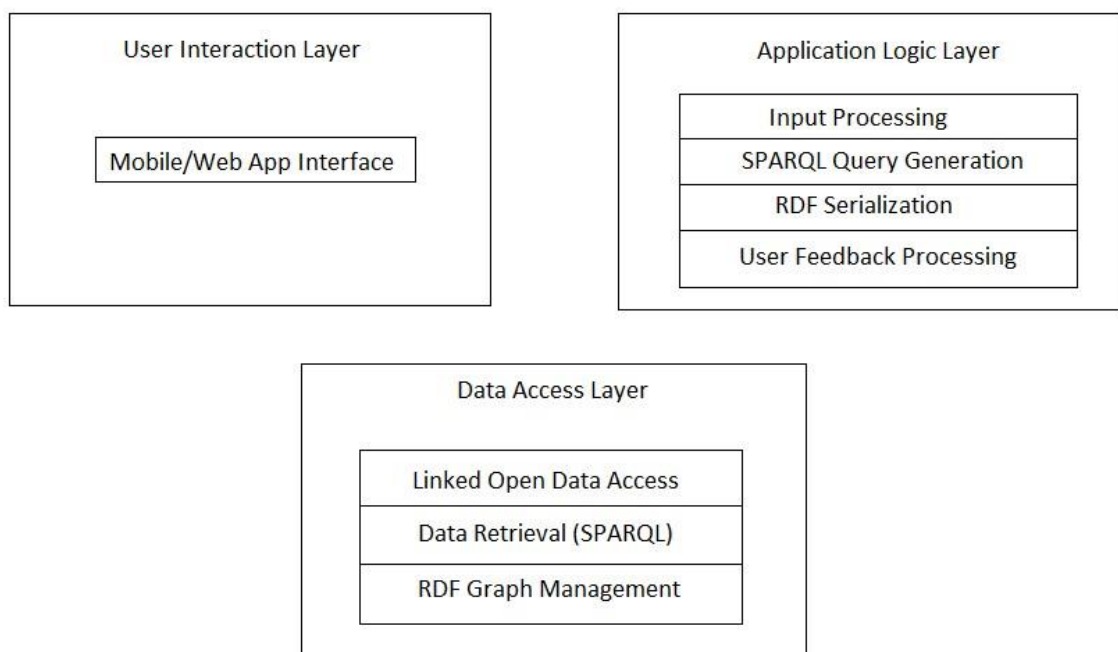 User Interaction Layer
Mobile/Web App Interface
Application Logic Layer
Input Processing
SPARQL Query Generation
RDF Serialization
User Feedback Processing
Data Access Layer
Linked Open Data Access
Data Retrieval (SPARQL)
RDF Graph Management